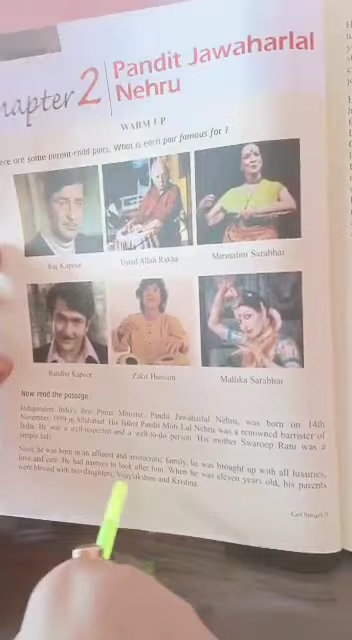 hapter 2 Pandit Jawaharlal
Nehru
WARM UP
ere are some parent-child pairs. What is each pair famous for ?
Raj Kapoor Ustad Allah Rakha Mrinalini Sarabhai
Randhir Kapoor Zakir Hussain Mallika Sarabhai
Now read the passage
Independent India's first Prime Minister, Pandit Jawaharlal Nehru, was born on 14th
November, 1889 in Allahabad. His father Pandit Moti Lal Nehru was a renowned barrister of
India. He was a well-respected and a well-to-do person. His mother Swaroop Rani was a
simple lady.
Since he was born in an affluent and aristocratic family, he was brought up with all luxuries,
love and care. He had nannies to look after him. When he was eleven years old, his parents
were blessed with two daughters, Vijaylakshmi and Krishna.
Get Smart-5